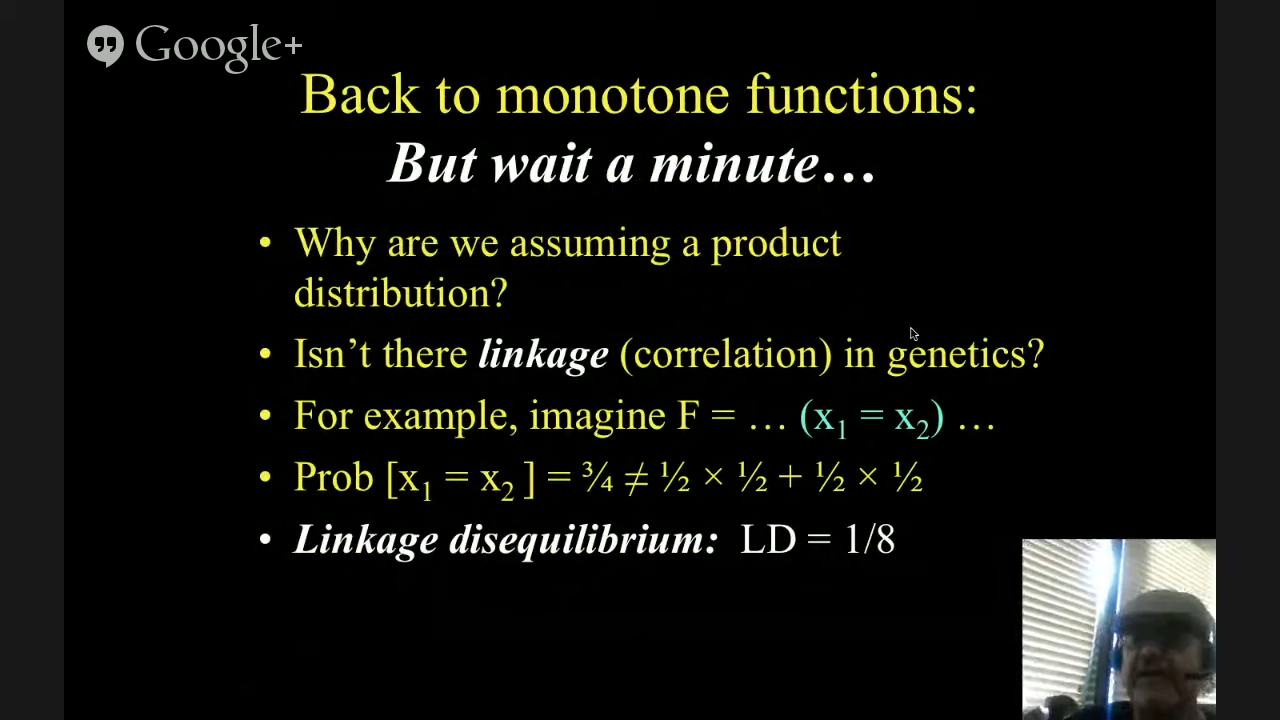 Google+
Back to monotone functions:
But wait a minute…
• Why are we assuming a product
distribution?
• Isn’t there linkage (correlation) in genetics?
• For example, imagine F = … (x₁ = x₂) …
• Prob [x₁ = x₂ ] = ¾ ≠ ½ × ½ + ½ × ½
• Linkage disequilibrium: LD = 1/8